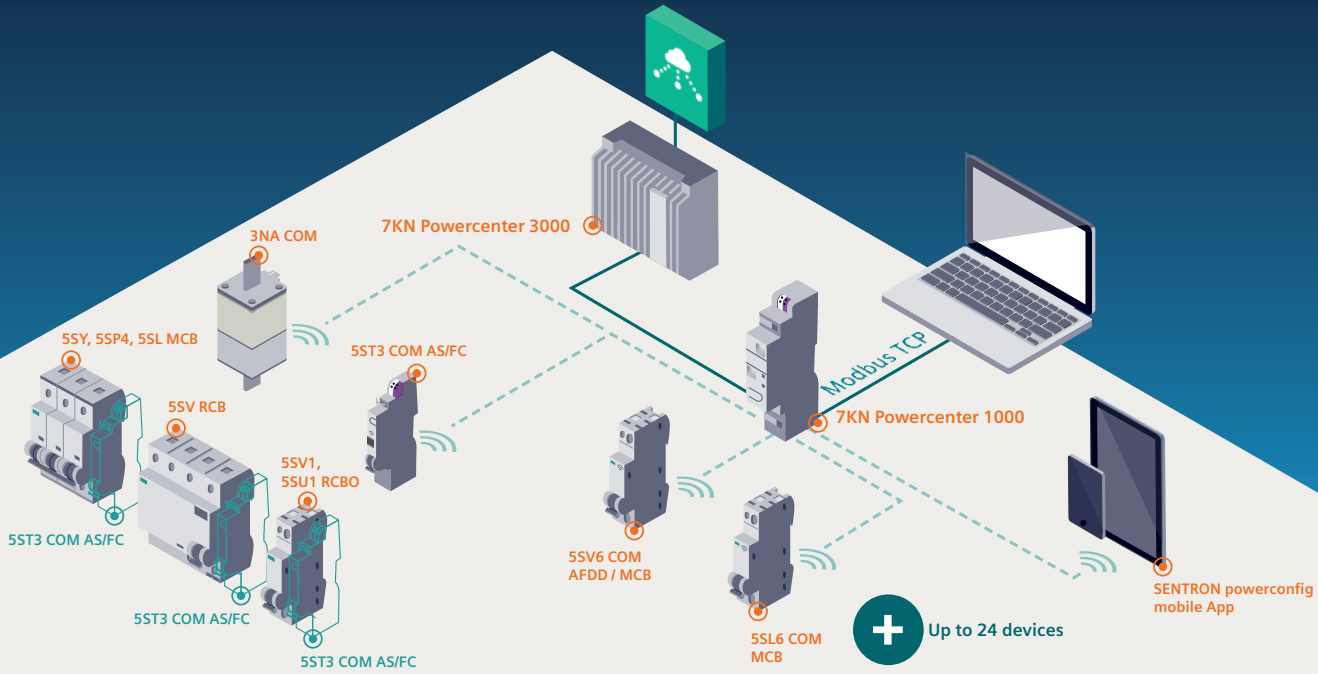 7KN Powercenter 3000
3NA COM
5SY, 5SP4, 5SL MCB
5ST3 COM AS/FC
5SV RCB
5SV1,
5SU1 RCBO
Modbus TCP
7KN Powercenter 1000
5ST3 COM AS/FC
5ST3 COM AS/FC
5ST3 COM AS/FC
5SV6 COM
AFDD / MCB
5SL6 COM
MCB
Up to 24 devices
SENTRON powerconfig
mobile App